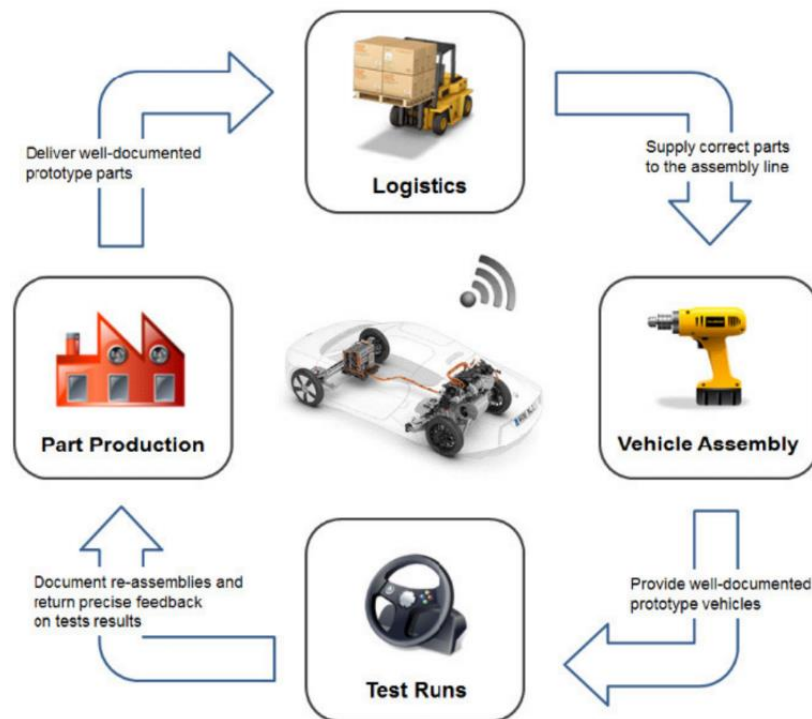 Logistics
Deliver well-documented
prototype parts
Supply correct parts
to the assembly line
Part Production
Vehicle Assembly
Document re-assemblies and
return precise feedback
on tests results
Provide well-documented
prototype vehicles
Test Runs